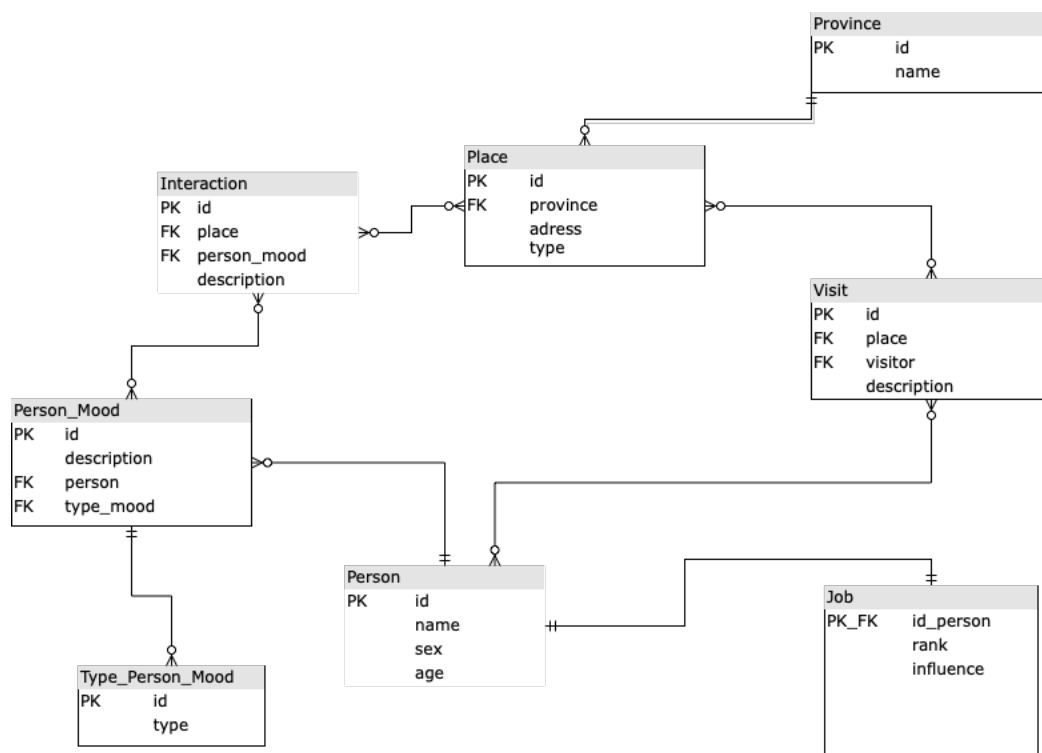 Province
PK id
name
Place
PK id
FK province
adress
type
Interaction
PK id
FK place
FK person_mood
description
Visit
PK id
FK place
FK visitor
description
Person_Mood
PK id
description
FK person
FK type_mood
Person
PK id
name
sex
age
Job
PK_FK id_person
rank
influence
Type_Person_Mood
PK id
type